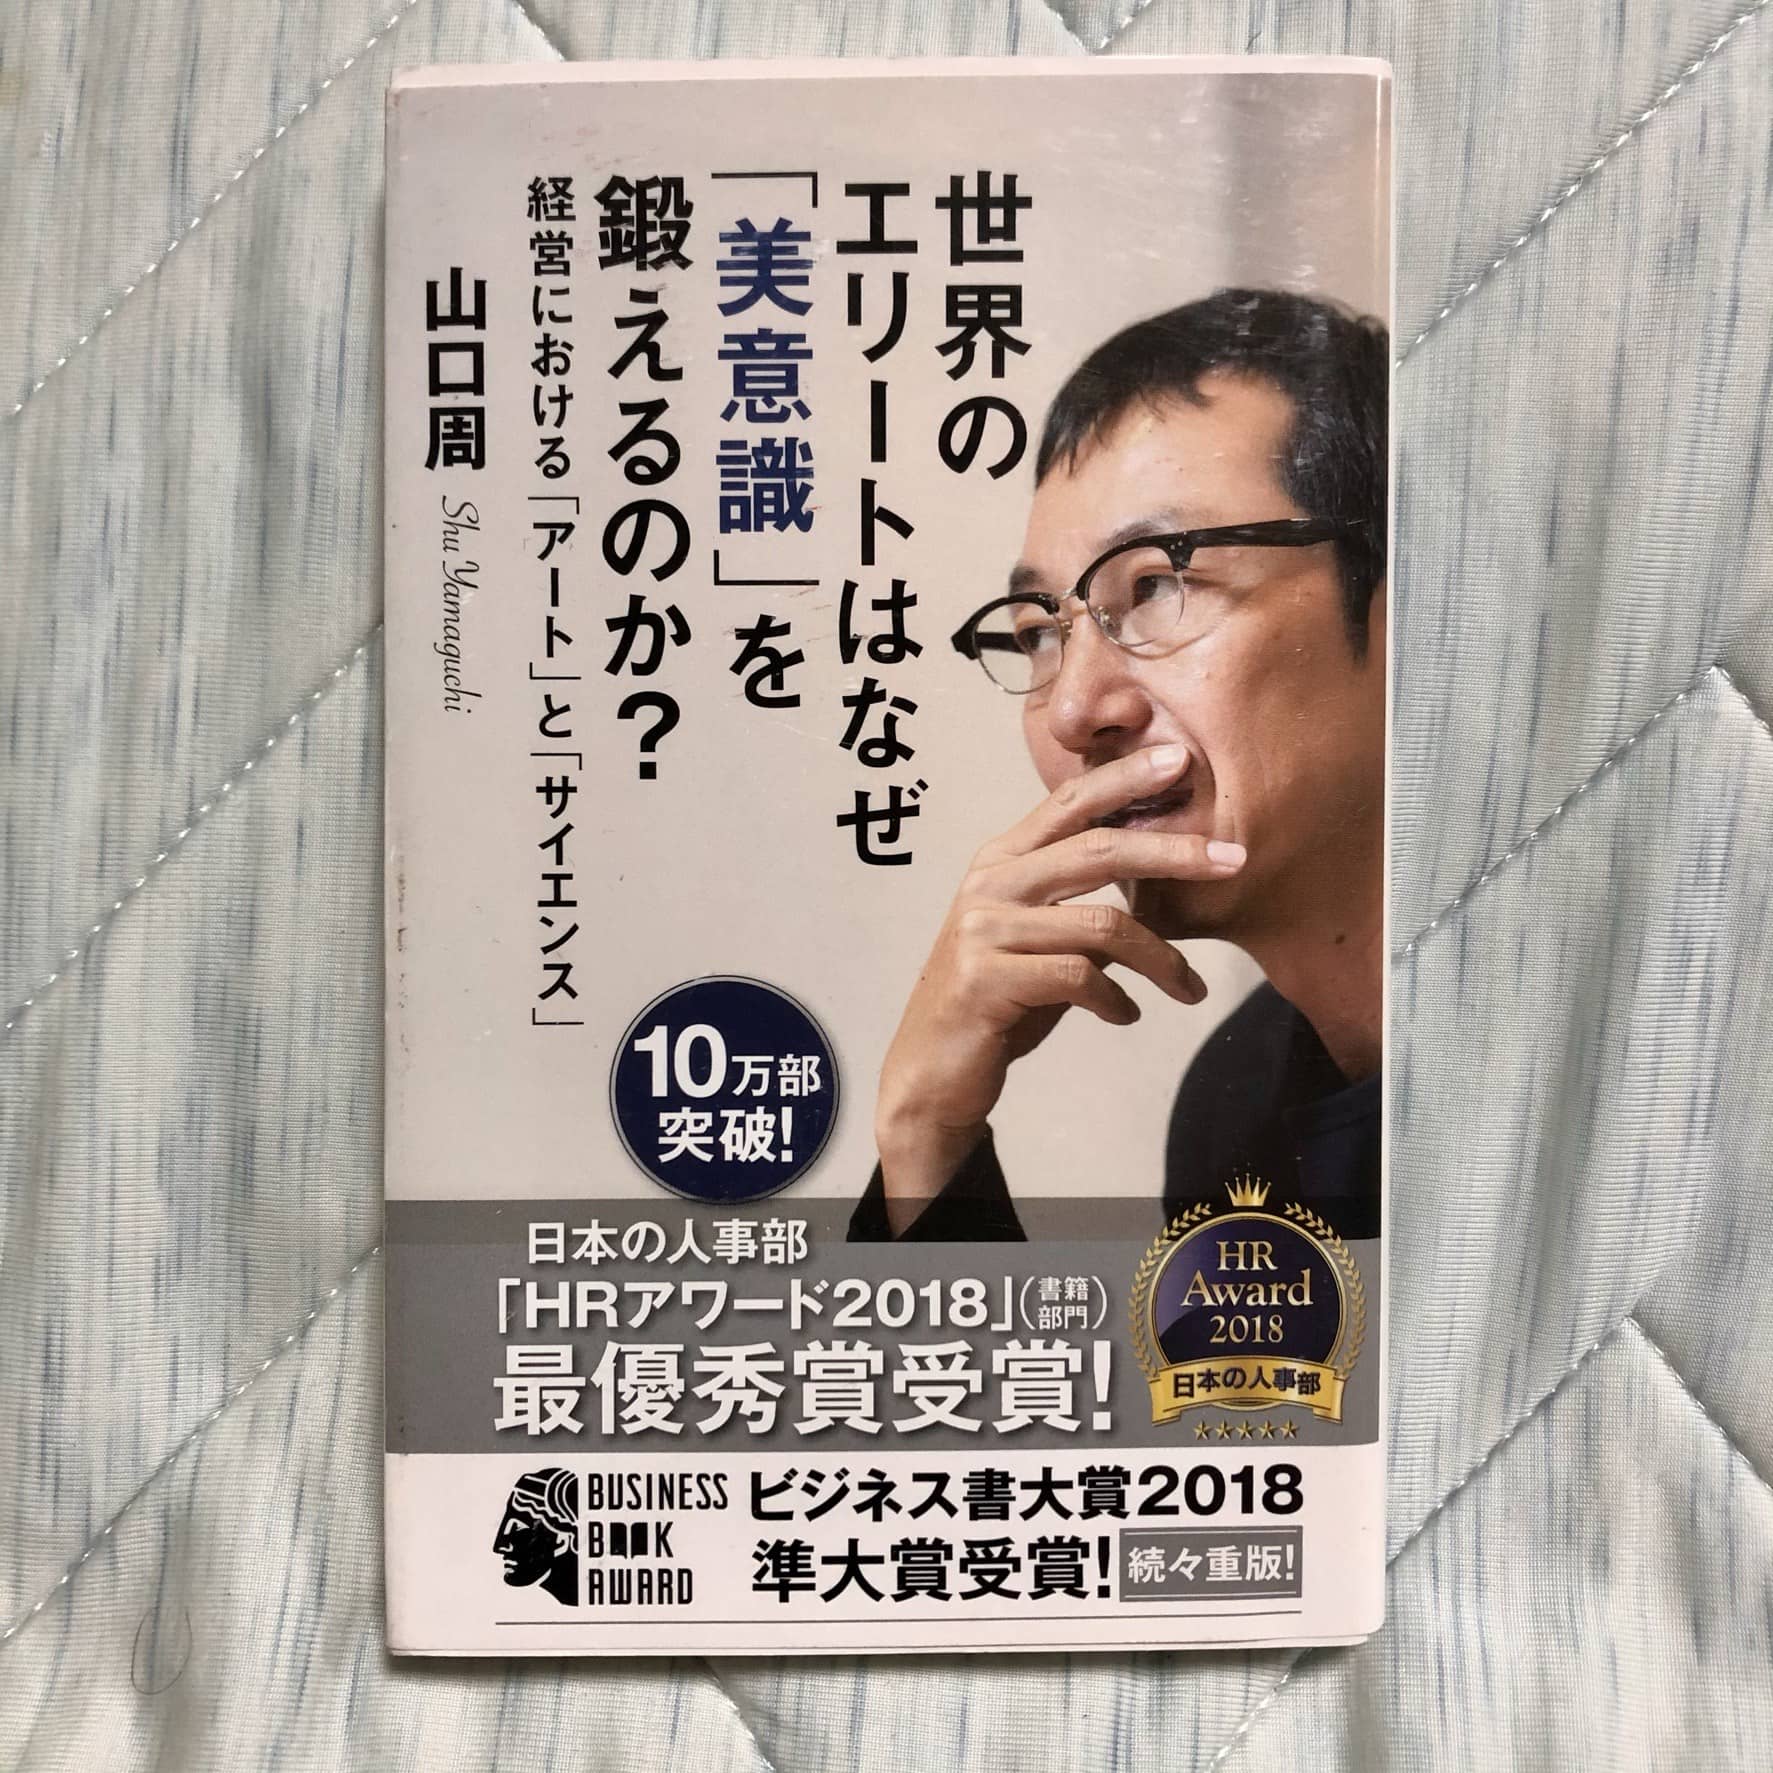 世界の
エリートはなぜ
「美意識」を
鍛えるのか?
経営における「アート」と「サイエンス」
山口周 Shu Yamaguchi
10万部
突破!
日本の人事部
「HRアワード2018」(書籍部門)
最優秀賞受賞!
HR
Award
2018
日本の人事部
BUSINESS
BOOK
AWARD
ビジネス書大賞2018
準大賞受賞!
続々重版!